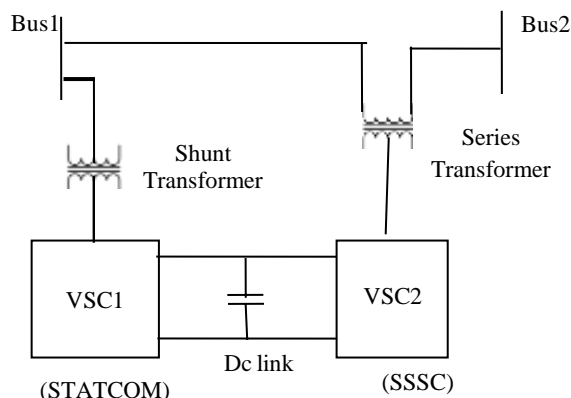 Bus1
Bus2
Shunt
Transformer
Series
Transformer
VSC1
VSC2
Dc link
(STATCOM)
(SSSC)